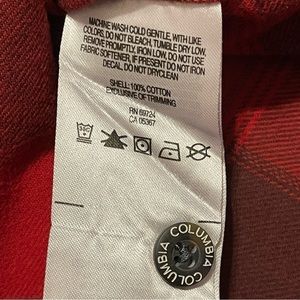 MACHINE WASH COLD GENTLE, WITH LIKE
COLORS, DO NOT BLEACH, TUMBLE DRY LOW,
REMOVE PROMPTLY, IRON LOW, DO NOT USE
FABRIC SOFTENER, IF PRESENT DO NOT IRON
DECAL. DO NOT DRYCLEAN
SHELL: 100% COTTON
EXCLUSIVE OF TRIMMING
RN 69724
CA 05367
COLUMBIA
COLUMBIA